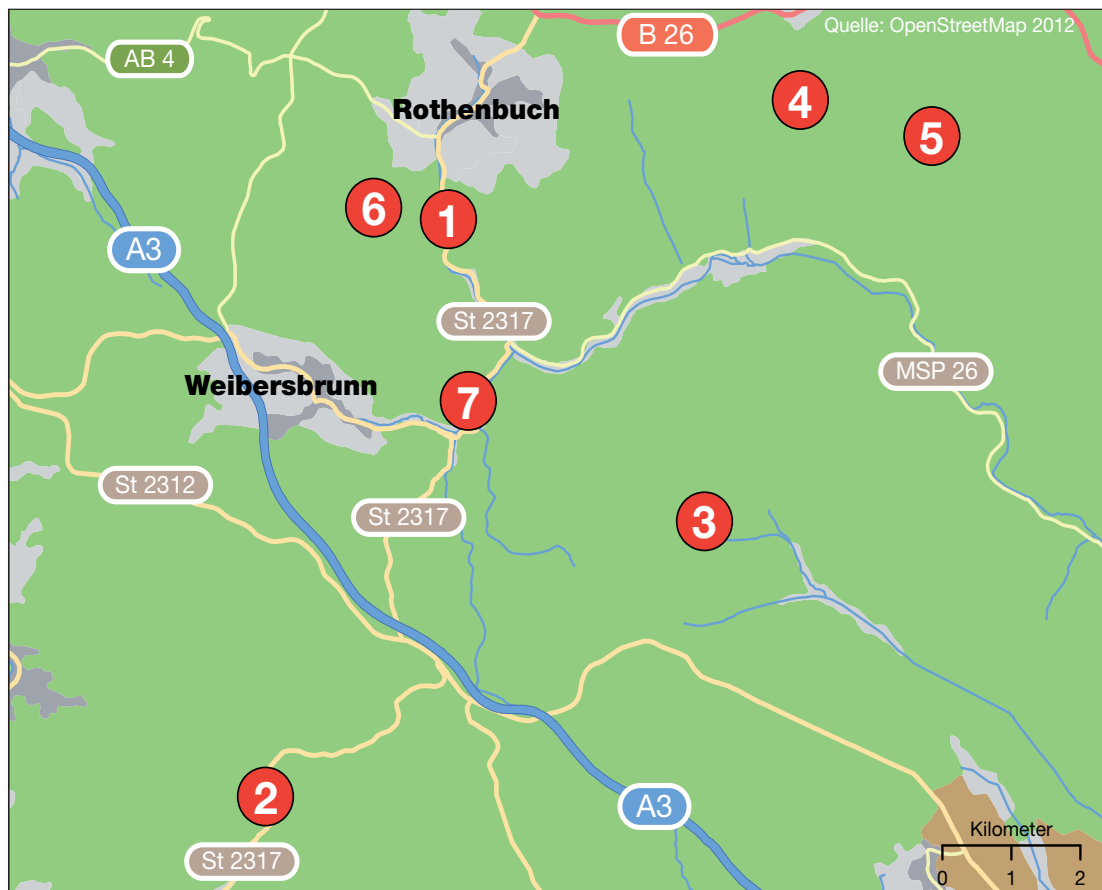 Quelle: OpenStreetMap 2012
B 26
AB 4
Rothenbuch
4
5
6
1
A3
St 2317
MSP 26
Weibersbrunn
7
St 2312
St 2317
3
2
A3
St 2317
Kilometer
0 1 2